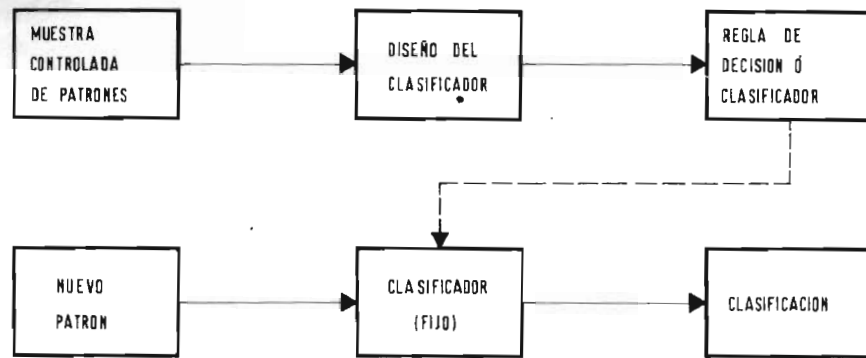 MUESTRA
CONTROLADA
DE PATRONES
DISEÑO DEL
CLASIFICADOR
REGLA DE
DECISION Ó
CLASIFICADOR
NUEVO
PATRON
CLASIFICADOR
(FIJO)
CLASIFICACION